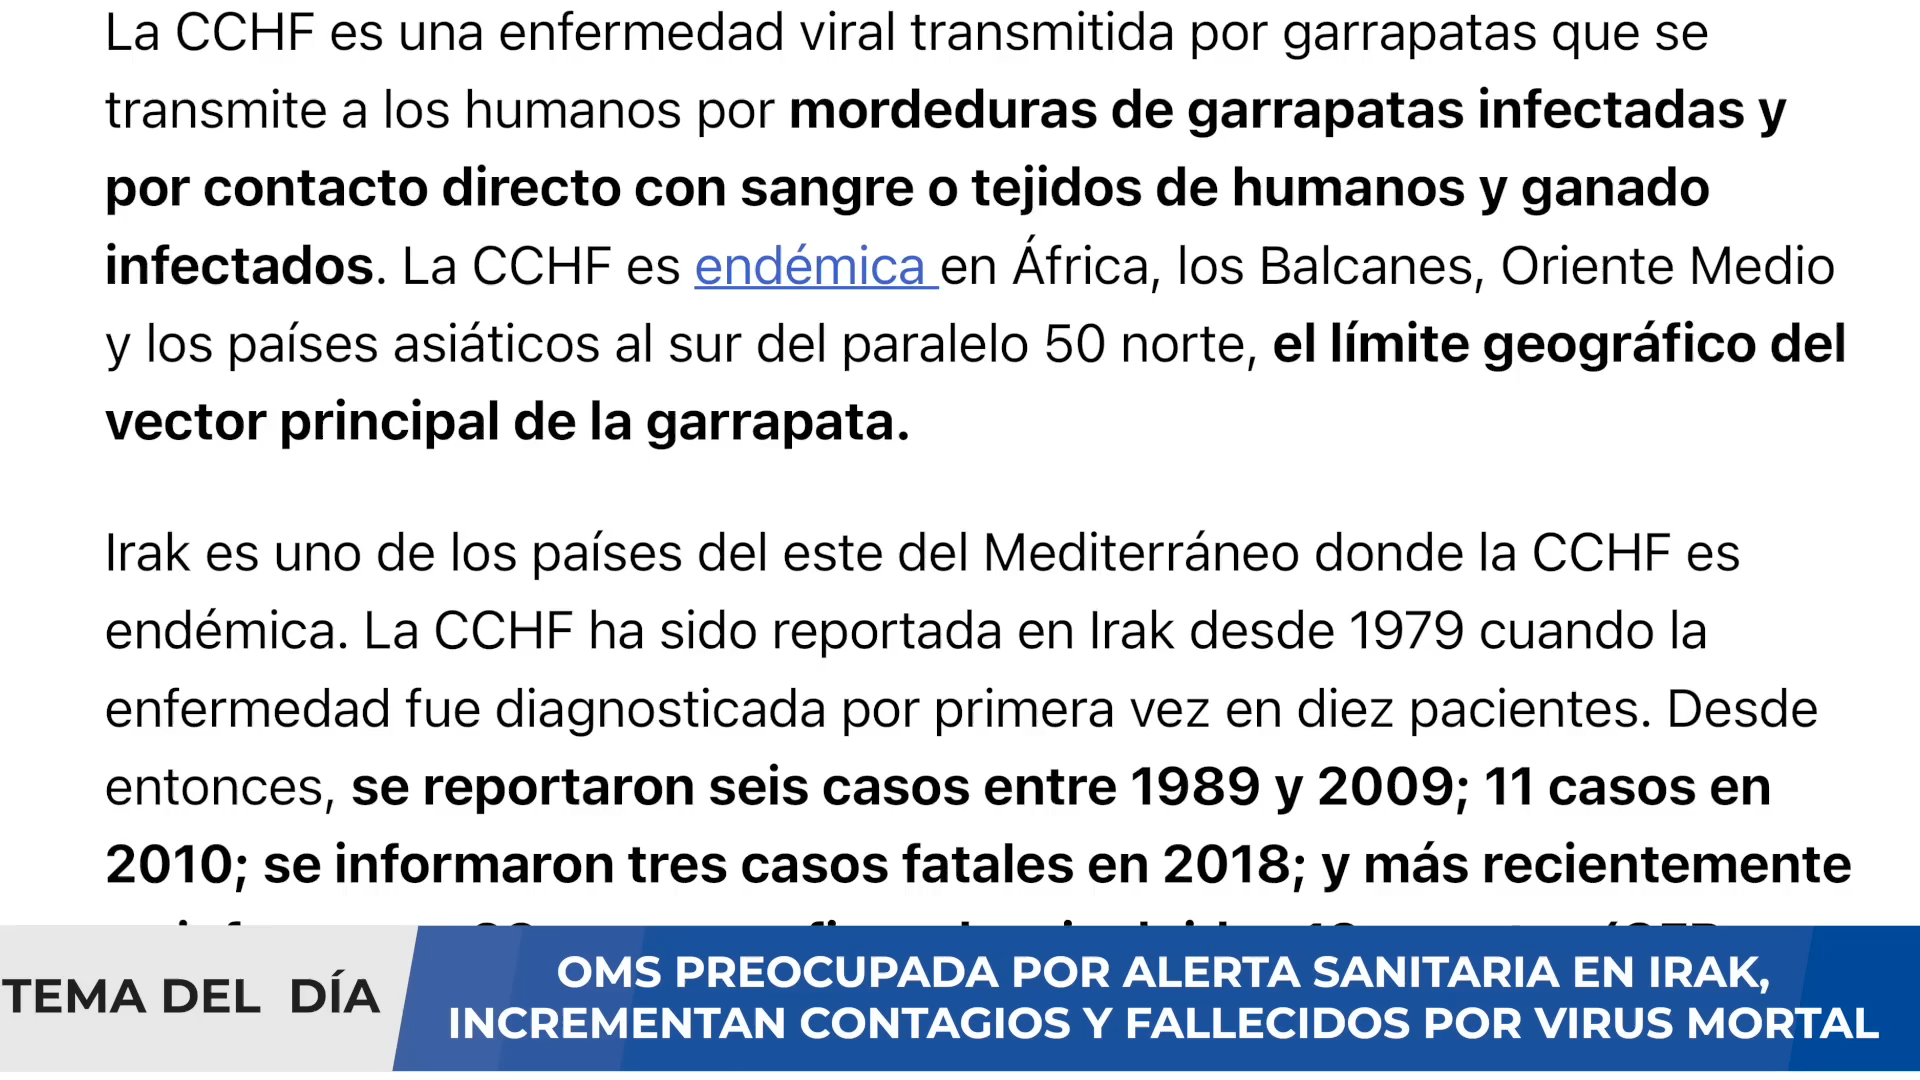 La CCHF es una enfermedad viral transmitida por garrapatas que se
transmite a los humanos por mordeduras de garrapatas infectadas y
por contacto directo con sangre o tejidos de humanos y ganado
infectados. La CCHF es endémica en África, los Balcanes, Oriente Medio
y los países asiáticos al sur del paralelo 50 norte, el límite geográfico del
vector principal de la garrapata.
Irak es uno de los países del este del Mediterráneo donde la CCHF es
endémica. La CCHF ha sido reportada en Irak desde 1979 cuando la
enfermedad fue diagnosticada por primera vez en diez pacientes. Desde
entonces, se reportaron seis casos entre 1989 y 2009; 11 casos en
2010; se informaron tres casos fatales en 2018; y más recientemente
TEMA DEL DÍA
OMS PREOCUPADA POR ALERTA SANITARIA EN IRAK,
INCREMENTAN CONTAGIOS Y FALLECIDOS POR VIRUS MORTAL